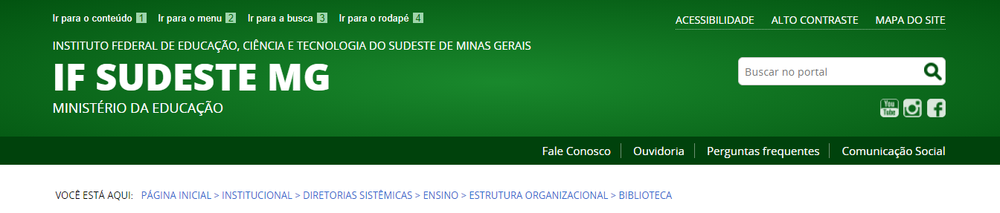 Ir para o conteúdo 1 Ir para o menu 2 Ir para a busca 3 Ir para o rodapé 4
ACESSIBILIDADE ALTO CONTRASTE MAPA DO SITE
INSTITUTO FEDERAL DE EDUCAÇÃO, CIÊNCIA E TECNOLOGIA DO SUDESTE DE MINAS GERAIS
IF SUDESTE MG
MINISTÉRIO DA EDUCAÇÃO
Buscar no portal
You Tube
Fale Conosco Ouvidoria Perguntas frequentes Comunicação Social
VOCÊ ESTÁ AQUI: PÁGINA INICIAL > INSTITUCIONAL > DIRETORIAS SISTÊMICAS > ENSINO > ESTRUTURA ORGANIZACIONAL > BIBLIOTECA